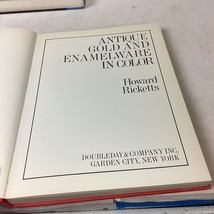 ANTIQUE
GOLD AND
ENAMELWARE
IN COLOR
Howard
Ricketts
DOUBLEDAY & COMPANY INC.
GARDEN CITY, NEW YORK